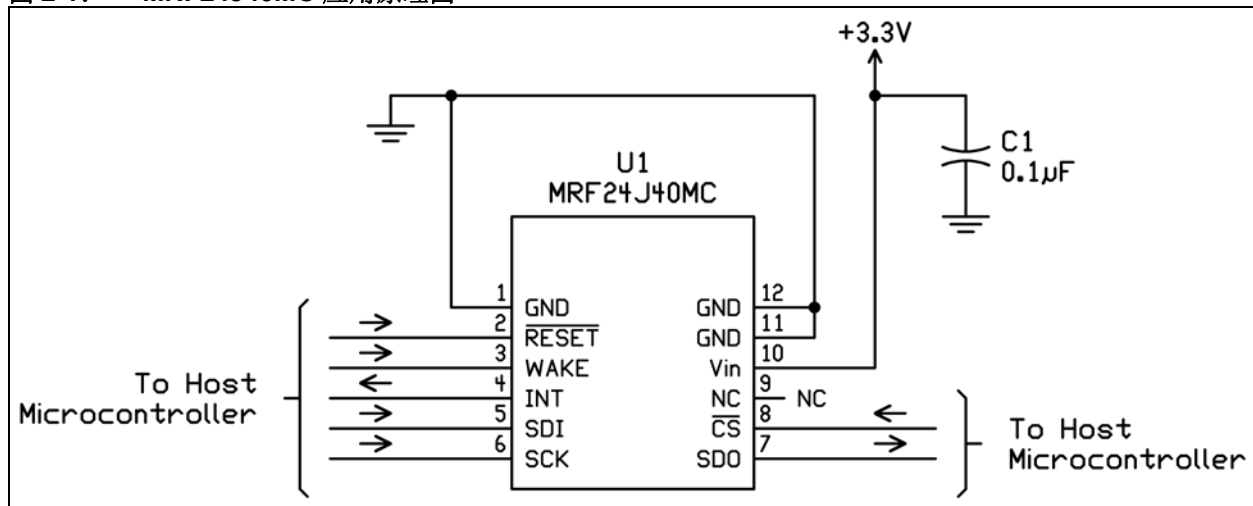 +3.3V
C1
0.1µF
U1
MRF24J40MC
1 GND
2 RESET
3 WAKE
4 INT
5 SDI
6 SCK
12 GND
11 GND
10 Vin
9 NC NC
8 CS
7 SDO
To Host
Microcontroller
To Host
Microcontroller